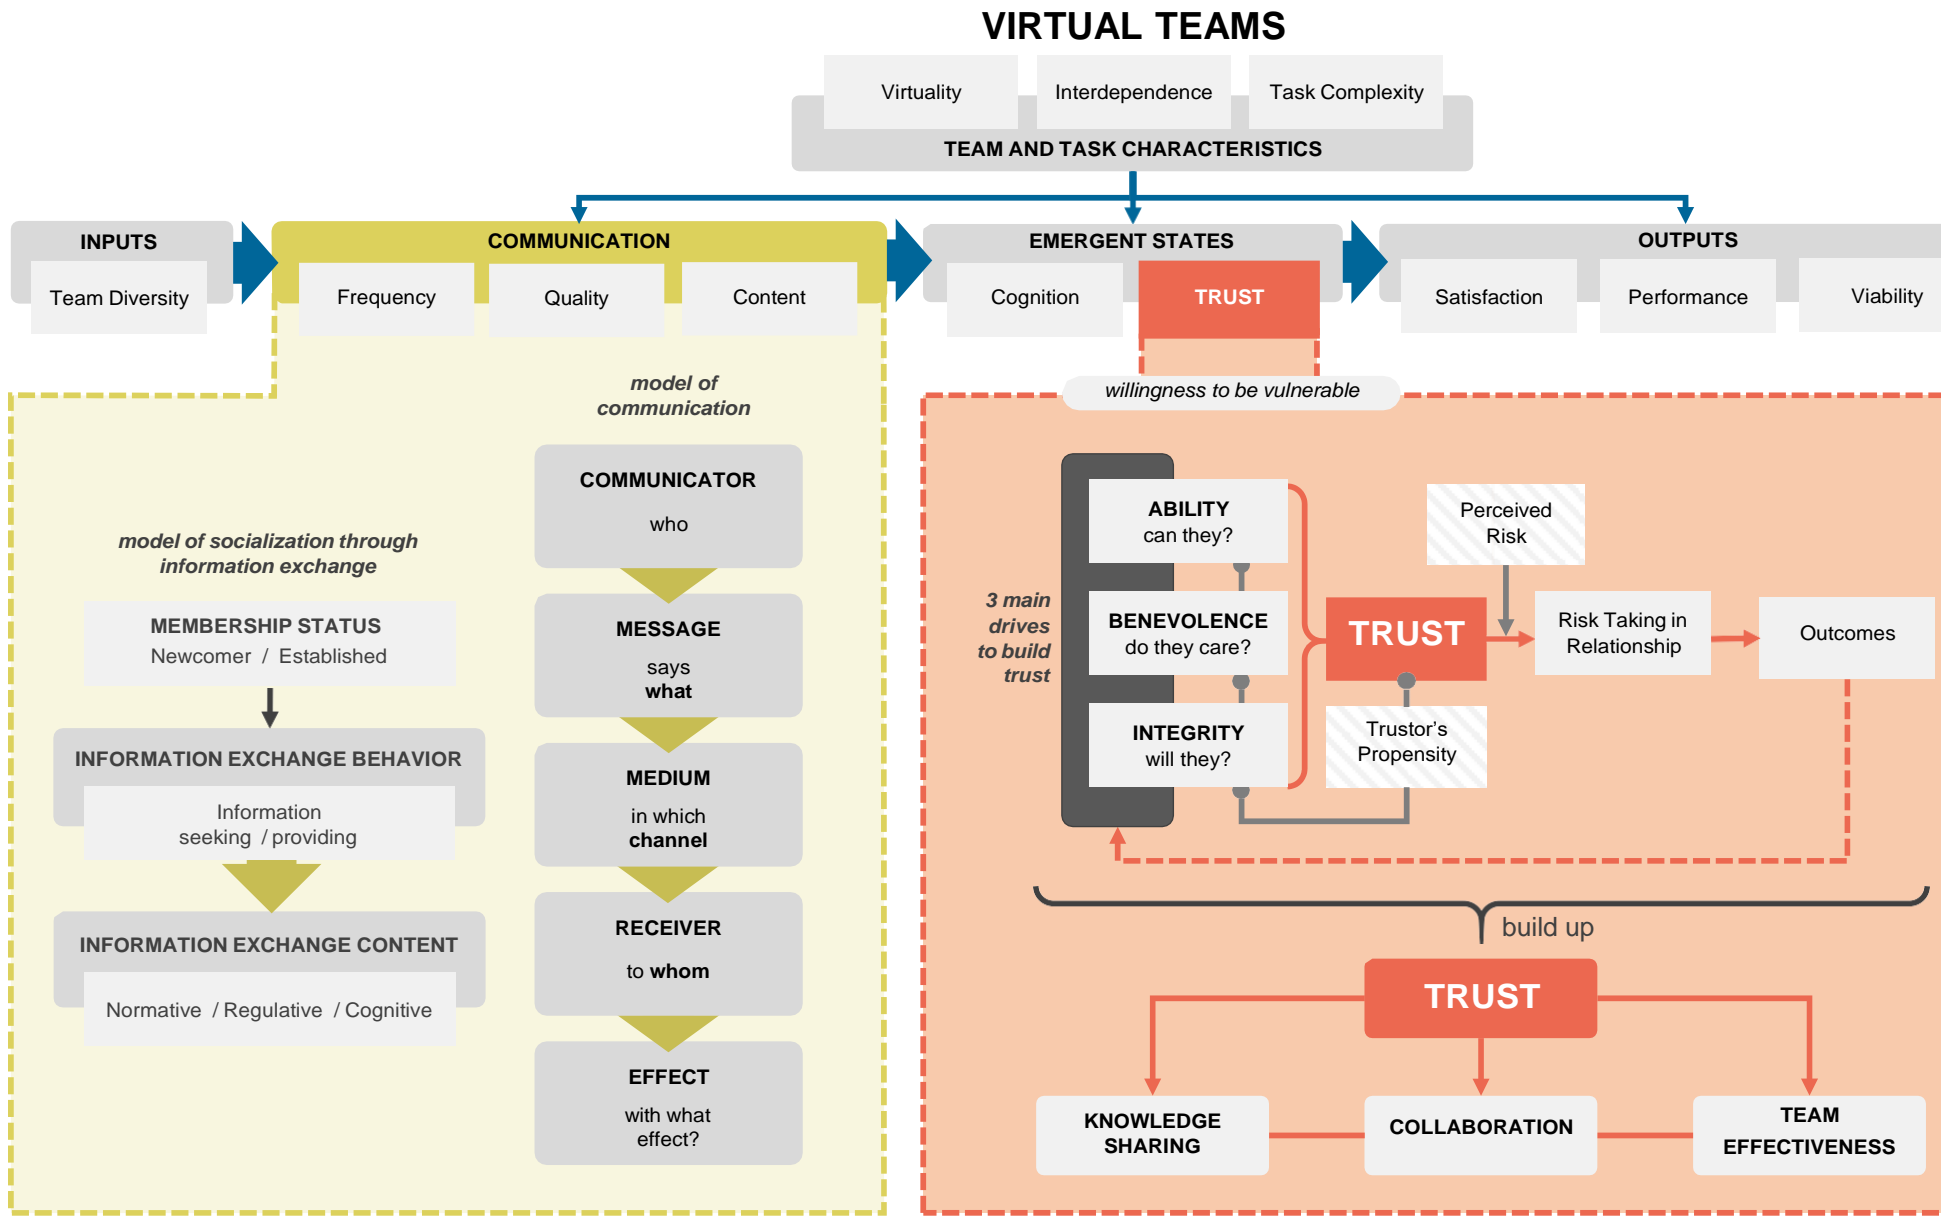 VIRTUAL TEAMS
Virtuality
Interdependence
Task Complexity
TEAM AND TASK CHARACTERISTICS
INPUTS
Team Diversity
COMMUNICATION
Frequency
Quality
Content
EMERGENT STATES
Cognition
TRUST
OUTPUTS
Satisfaction
Performance
Viability
model of socialization through
information exchange
MEMBERSHIP STATUS
Newcomer / Established
INFORMATION EXCHANGE BEHAVIOR
Information
seeking / providing
INFORMATION EXCHANGE CONTENT
Normative / Regulative / Cognitive
model of
communication
COMMUNICATOR
who
MESSAGE
says
what
MEDIUM
in which
channel
RECEIVER
to whom
EFFECT
with what
effect?
willingness to be vulnerable
3 main
drives
to build
trust
ABILITY
can they?
BENEVOLENCE
do they care?
INTEGRITY
will they?
TRUST
Perceived
Risk
Trustor's
Propensity
Risk Taking in
Relationship
Outcomes
build up
TRUST
KNOWLEDGE
SHARING
COLLABORATION
TEAM
EFFECTIVENESS